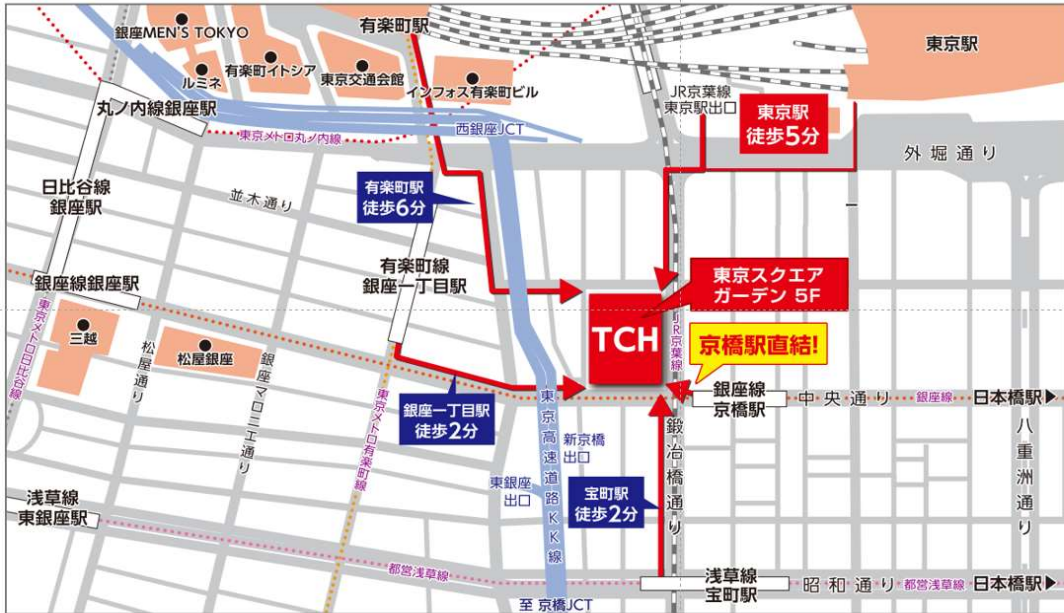 銀座MEN'S TOKYO
有楽町駅
東京駅
ルミネ
有楽町イトシア
東京交通会館
インフォス有楽町ビル
JR京葉線
東京駅出口
東京駅
徒歩5分
丸ノ内線銀座駅
東京メトロ丸ノ内線
西銀座JCT
外堀通り
日比谷線
銀座駅
並木通り
有楽町駅
徒歩6分
有楽町線
銀座一丁目駅
銀座線銀座駅
東京スクエア
ガーデン 5F
TCH
JR京葉線
京橋駅直結!
三越
松屋銀座
東京メトロ日比谷線
松屋通り
銀座マロニエ通り
東京メトロ有楽町線
銀座一丁目駅
徒歩2分
銀座線
京橋駅
中央通り
銀座線
日本橋駅▶
東京高速道路KK線
新京橋
出口
東銀座
出口
鍛冶橋通り
八重洲通り
宝町駅
徒歩2分
浅草線
東銀座駅
都営浅草線
浅草線
宝町駅
昭和通り
都営浅草線
日本橋駅▶
至 京橋JCT